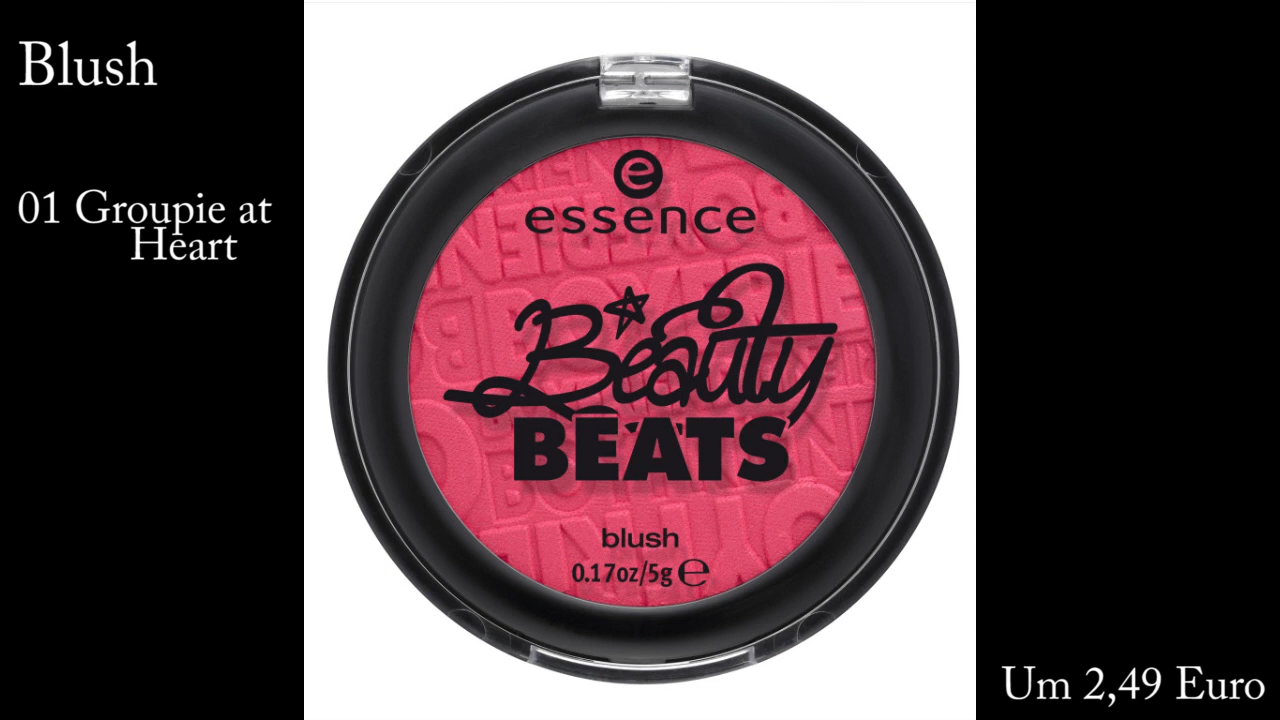 Blush
01 Groupie at
Heart
e
essence
Beauty
BEATS
blush
0.17oz/5g ℮
Um 2,49 Euro